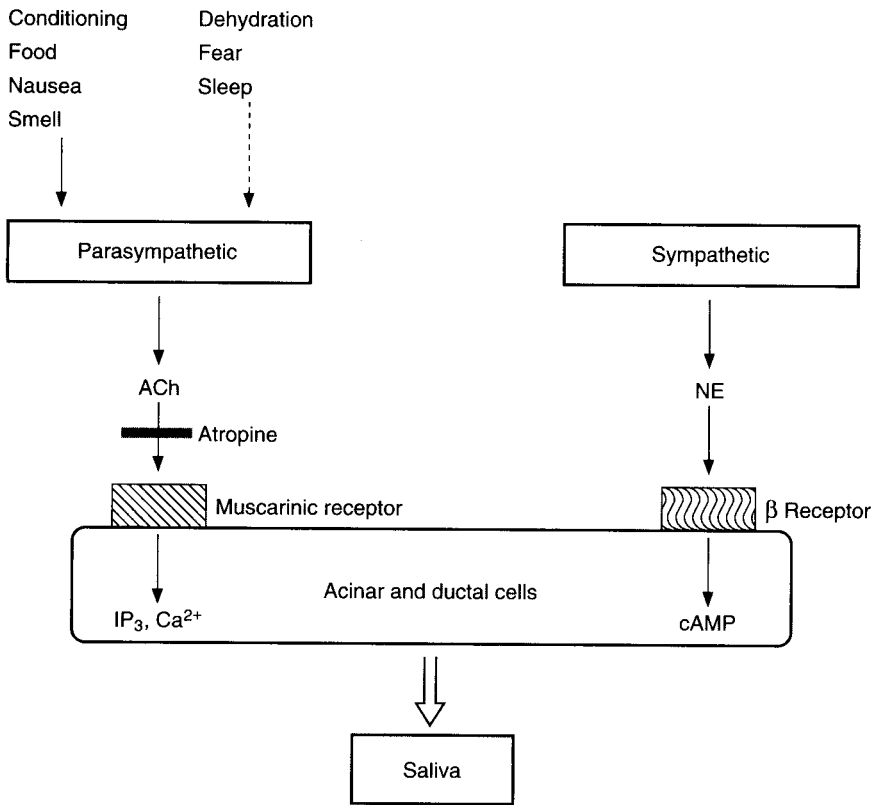 Conditioning
Food
Nausea
Smell
Dehydration
Fear
Sleep
Parasympathetic
Sympathetic
ACh
NE
Atropine
Muscarinic receptor
β Receptor
Acinar and ductal cells
IP₃, Ca²⁺
cAMP
Saliva